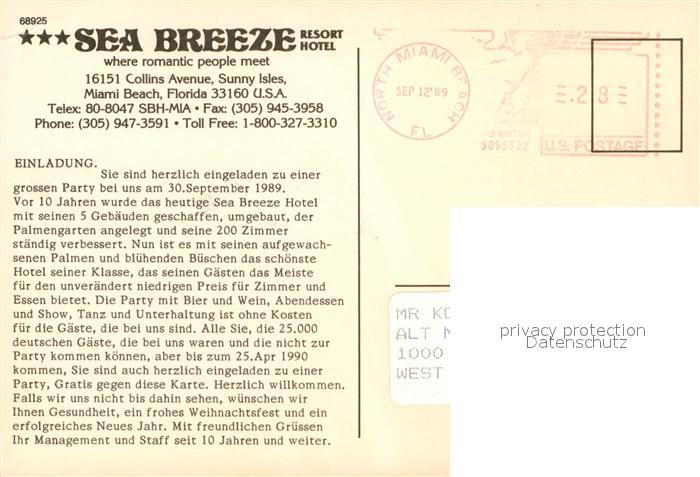 68925
★★★SEA BREEZE RESORT HOTEL
where romantic people meet
16151 Collins Avenue, Sunny Isles,
Miami Beach, Florida 33160 U.S.A.
Telex: 80-8047 SBH-MIA • Fax: (305) 945-3958
Phone: (305) 947-3591 • Toll Free: 1-800-327-3310
NORTH MIAMI BEACH
SEP 12'89
FL
.28
METER
5095322
U.S. POSTAGE
EINLADUNG.
Sie sind herzlich eingeladen zu einer
grossen Party bei uns am 30.September 1989.
Vor 10 Jahren wurde das heutige Sea Breeze Hotel
mit seinen 5 Gebäuden geschaffen, umgebaut, der
Palmengarten angelegt und seine 200 Zimmer
ständig verbessert. Nun ist es mit seinen aufgewach-
senen Palmen und blühenden Büschen das schönste
Hotel seiner Klasse, das seinen Gästen das Meiste
für den unverändert niedrigen Preis für Zimmer und
Essen bietet. Die Party mit Bier und Wein, Abendessen
und Show, Tanz und Unterhaltung ist ohne Kosten
für die Gäste, die bei uns sind. Alle Sie, die 25.000
deutschen Gäste, die bei uns waren und die nicht zur
Party kommen können, aber bis zum 25.Apr 1990
kommen, Sie sind auch herzlich eingeladen zu einer
Party, Gratis gegen diese Karte. Herzlich willkommen.
Falls wir uns nicht bis dahin sehen, wünschen wir
Ihnen Gesundheit, ein frohes Weihnachtsfest und ein
erfolgreiches Neues Jahr. Mit freundlichen Grüssen
Ihr Management und Staff seit 10 Jahren und weiter.
MR
ALT
1000
WEST
privacy protection
Datenschutz